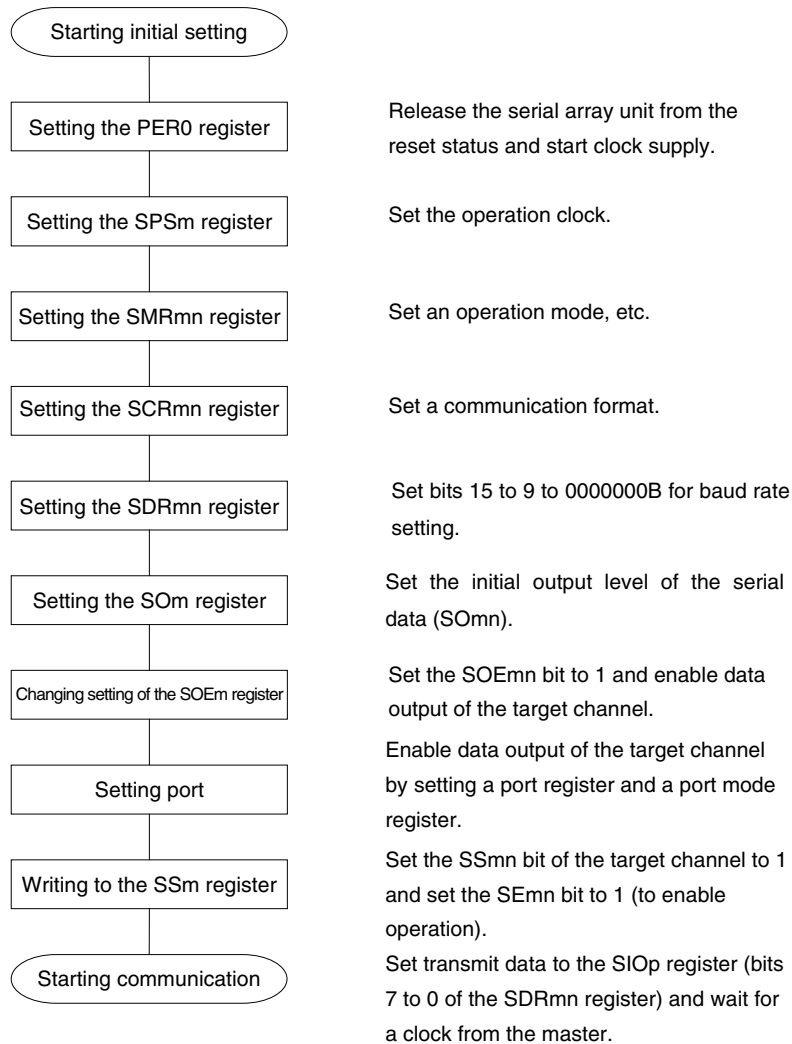 Starting initial setting
Setting the PER0 register
Release the serial array unit from the
reset status and start clock supply.
Setting the SPSm register
Set the operation clock.
Setting the SMRmn register
Set an operation mode, etc.
Setting the SCRmn register
Set a communication format.
Setting the SDRmn register
Set bits 15 to 9 to 0000000B for baud rate
setting.
Setting the SOm register
Set the initial output level of the serial
data (SOmn).
Changing setting of the SOEm register
Set the SOEmn bit to 1 and enable data
output of the target channel.
Setting port
Enable data output of the target channel
by setting a port register and a port mode
register.
Writing to the SSm register
Set the SSmn bit of the target channel to 1
and set the SEmn bit to 1 (to enable
operation).
Starting communication
Set transmit data to the SIOp register (bits
7 to 0 of the SDRmn register) and wait for
a clock from the master.